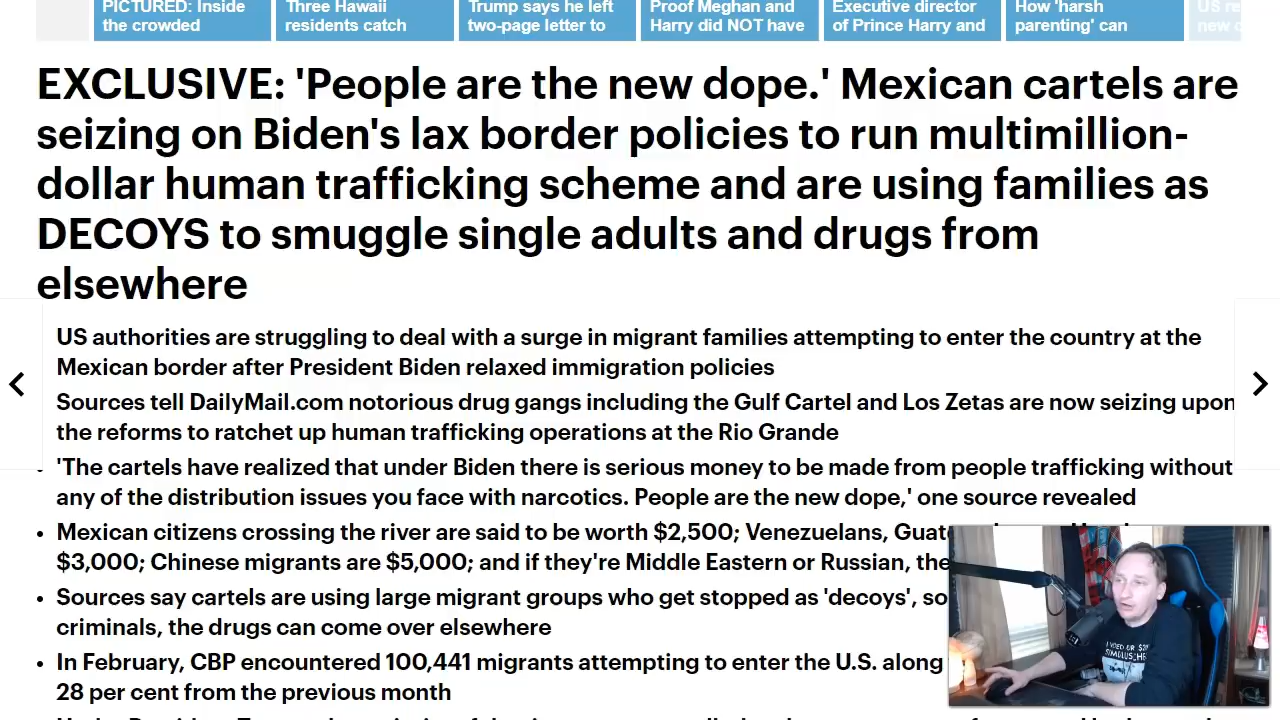 PICTURED: Inside
the crowded
Three Hawaii
residents catch
Trump says he left
two-page letter to
Proof Meghan and
Harry did NOT have
Executive director
of Prince Harry and
How 'harsh
parenting' can
US re
new
EXCLUSIVE: 'People are the new dope.' Mexican cartels are
seizing on Biden's lax border policies to run multimillion-
dollar human trafficking scheme and are using families as
DECOYS to smuggle single adults and drugs from
elsewhere
US authorities are struggling to deal with a surge in migrant families attempting to enter the country at the
Mexican border after President Biden relaxed immigration policies
Sources tell DailyMail.com notorious drug gangs including the Gulf Cartel and Los Zetas are now seizing upon
the reforms to ratchet up human trafficking operations at the Rio Grande
• 'The cartels have realized that under Biden there is serious money to be made from people trafficking without
any of the distribution issues you face with narcotics. People are the new dope,' one source revealed
• Mexican citizens crossing the river are said to be worth $2,500; Venezuelans,
$3,000; Chinese migrants are $5,000; and if they're Middle Eastern or Russian,
• Sources say cartels are using large migrant groups who get stopped as 'decoys', so
criminals, the drugs can come over elsewhere
• In February, CBP encountered 100,441 migrants attempting to enter the U.S. along
28 per cent from the previous month